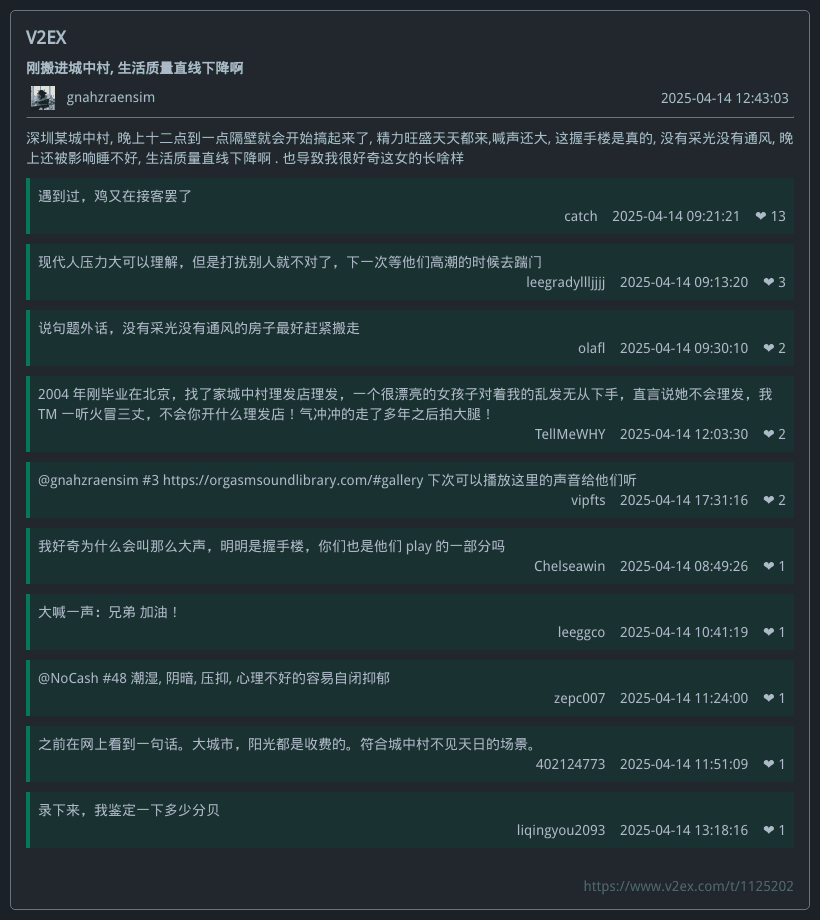 V2EX
刚搬进城中村, 生活质量直线下降啊
gnahzraensim 2025-04-14 12:43:03
深圳某城中村, 晚上十二点到一点隔壁就会开始搞起来了, 精力旺盛天天都来,喊声还大, 这握手楼是真的, 没有采光没有通风, 晚
上还被影响睡不好, 生活质量直线下降啊 . 也导致我很好奇这女的长啥样
遇到过，鸡又在接客罢了
catch 2025-04-14 09:21:21 ❤ 13
现代人压力大可以理解，但是打扰别人就不对了，下一次等他们高潮的时候去踹门
leegradyllljjjj 2025-04-14 09:13:20 ❤ 3
说句题外话，没有采光没有通风的房子最好赶紧搬走
olafl 2025-04-14 09:30:10 ❤ 2
2004 年刚毕业在北京，找了家城中村理发店理发，一个很漂亮的女孩子对着我的乱发无从下手，直言说她不会理发，我
TM 一听火冒三丈，不会你开什么理发店！气冲冲的走了多年之后拍大腿！
TellMeWHY 2025-04-14 12:03:30 ❤ 2
@gnahzraensim #3 https://orgasmsoundlibrary.com/#gallery 下次可以播放这里的声音给他们听
vipfts 2025-04-14 17:31:16 ❤ 2
我好奇为什么会叫那么大声，明明是握手楼，你们也是他们 play 的一部分吗
Chelseawin 2025-04-14 08:49:26 ❤ 1
大喊一声：兄弟 加油！
leeggco 2025-04-14 10:41:19 ❤ 1
@NoCash #48 潮湿, 阴暗, 压抑, 心理不好的容易自闭抑郁
zepc007 2025-04-14 11:24:00 ❤ 1
之前在网上看到一句话。大城市，阳光都是收费的。符合城中村不见天日的场景。
402124773 2025-04-14 11:51:09 ❤ 1
录下来，我鉴定一下多少分贝
liqingyou2093 2025-04-14 13:18:16 ❤ 1
https://www.v2ex.com/t/1125202